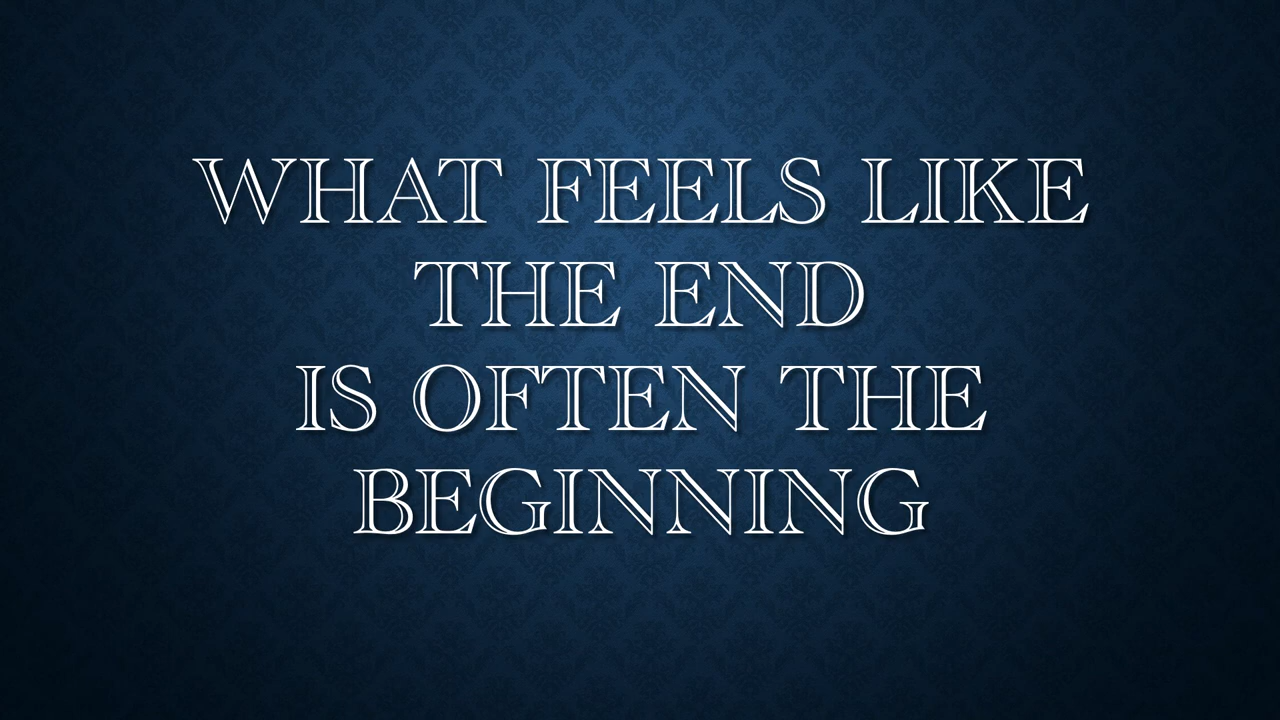 WHAT FEELS LIKE
THE END
IS OFTEN THE
BEGINNING